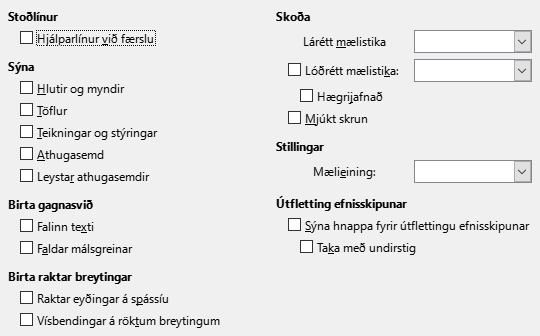 Stoðlínur
Hjálparlínur við færslu
Sýna
Hlutir og myndir
Töflur
Teikningar og stýringar
Athugasemd
Leystar athugasemdir
Birta gagnasvið
Falinn texti
Faldar málsgreinar
Birta raktar breytingar
Raktar eyðingar á spássíu
Vísbendingar á röktum breytingum
Skoða
Lárétt mælistika
Lóðrétt mælistika:
Hægrijafnað
Mjúkt skrun
Stillingar
Mælieining:
Útfletting efnisskipunar
Sýna hnappa fyrir útflettingu efnisskipunar
Taka með undirstig